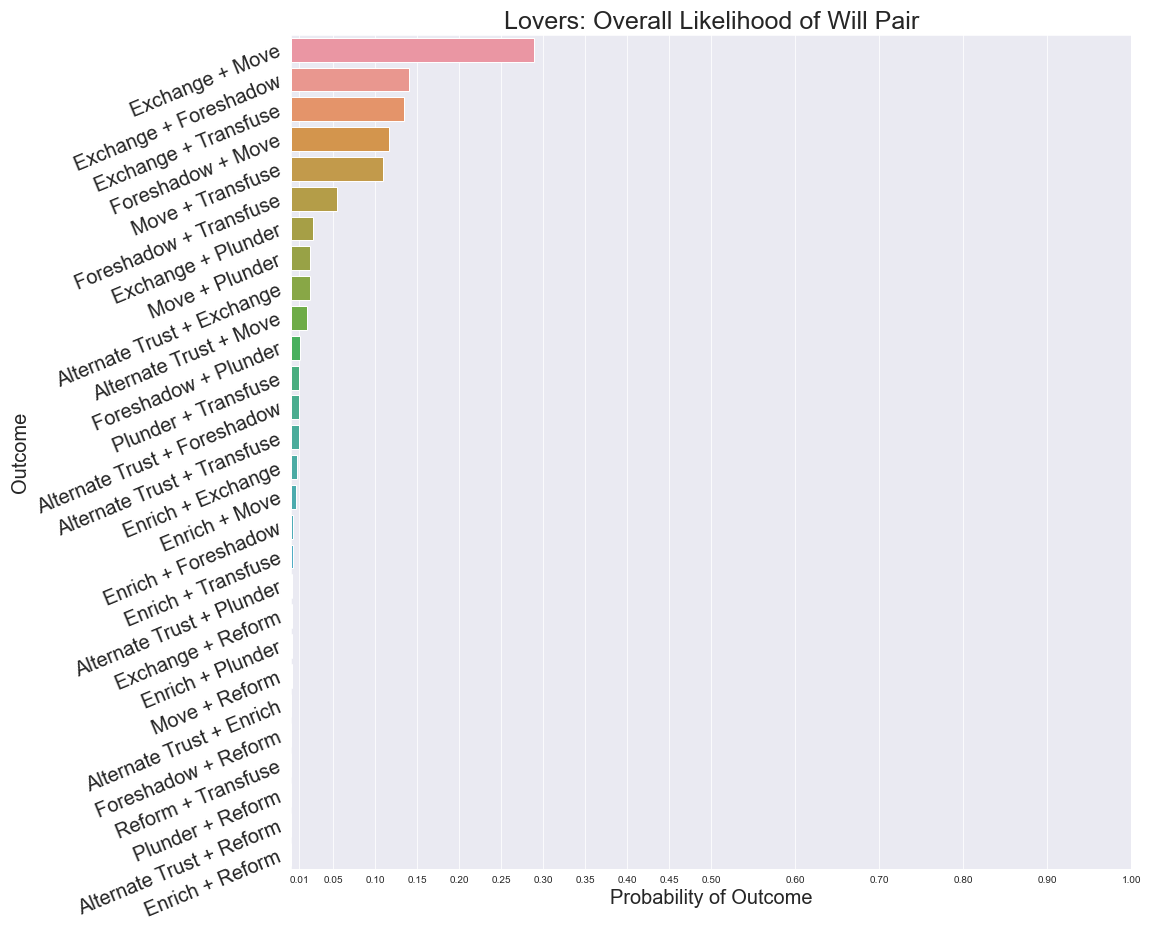 Lovers: Overall Likelihood of Will Pair
Exchange + Move
Exchange + Foreshadow
Exchange + Transfuse
Foreshadow + Move
Move + Transfuse
Foreshadow + Transfuse
Exchange + Plunder
Move + Plunder
Alternate Trust + Exchange
Alternate Trust + Move
Foreshadow + Plunder
Plunder + Transfuse
Alternate Trust + Foreshadow
Alternate Trust + Transfuse
Enrich + Exchange
Enrich + Move
Enrich + Foreshadow
Enrich + Transfuse
Alternate Trust + Plunder
Exchange + Reform
Enrich + Plunder
Move + Reform
Alternate Trust + Enrich
Foreshadow + Reform
Reform + Transfuse
Plunder + Reform
Alternate Trust + Reform
Enrich + Reform
Outcome
0.01 0.05 0.10 0.15 0.20 0.25 0.30 0.35 0.40 0.45 0.50 0.60 0.70 0.80 0.90 1.00
Probability of Outcome